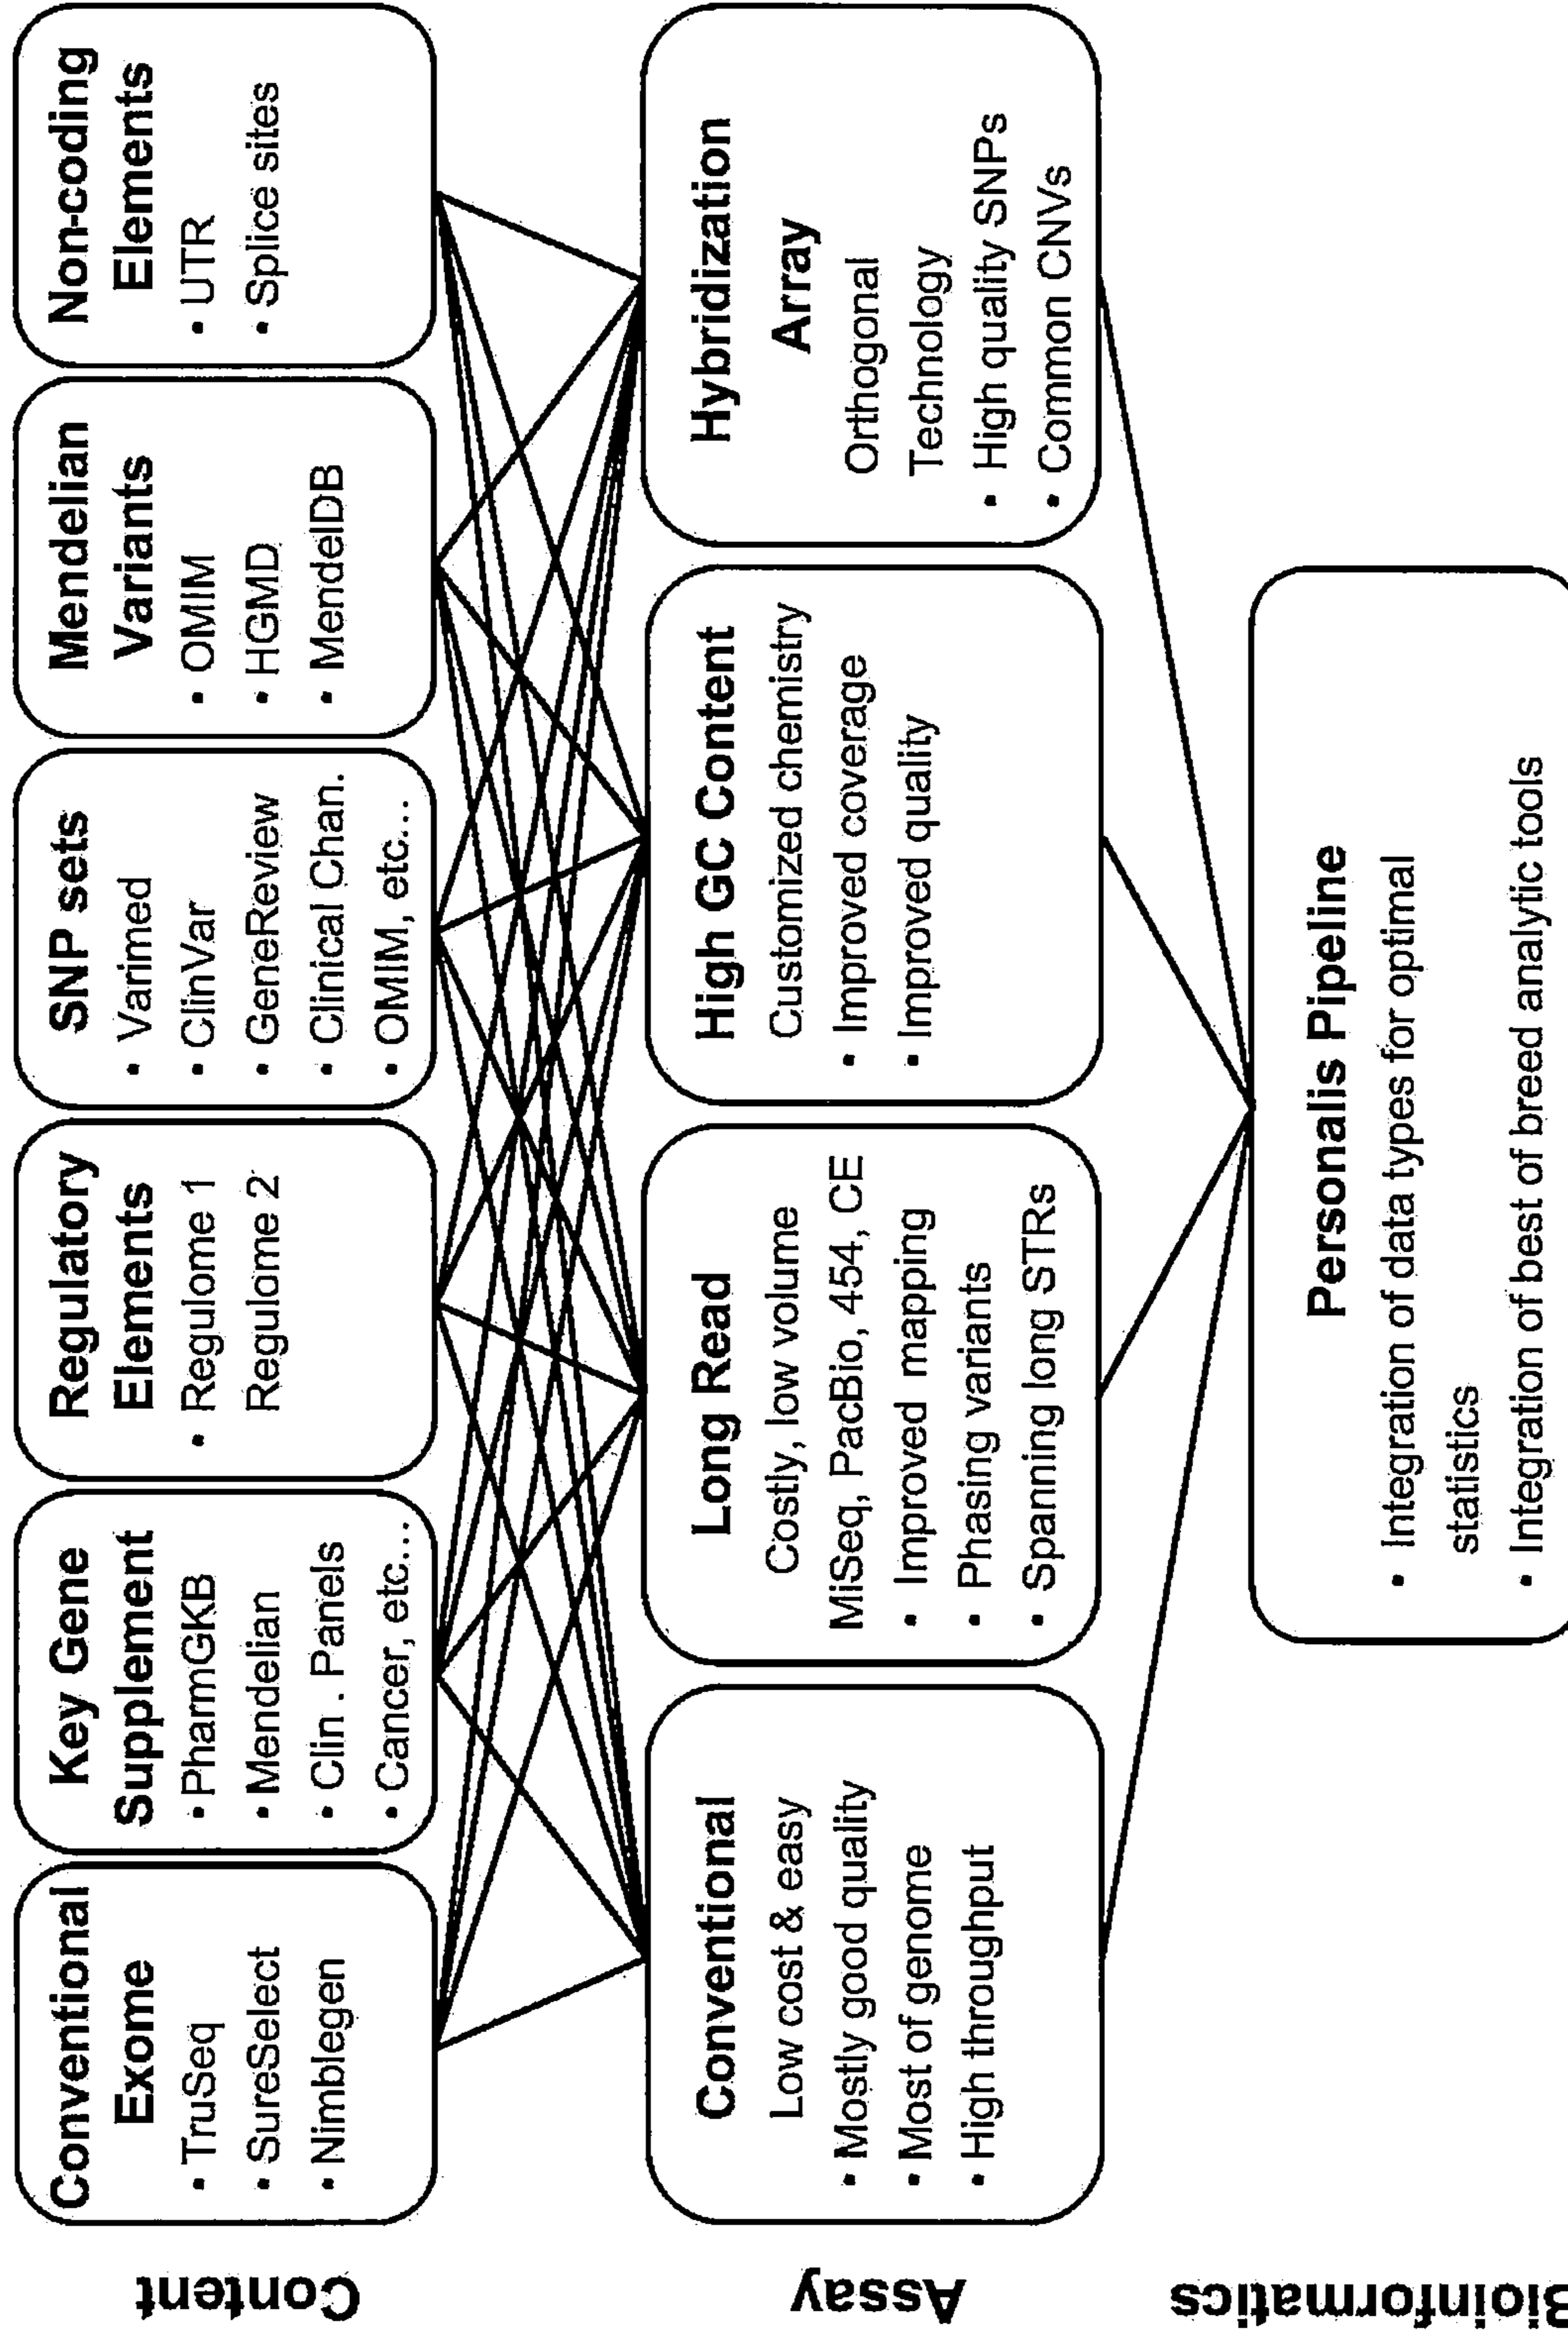 Content
Conventional
Exome
• TruSeq
• SureSelect
• Nimblegen
Key Gene
Supplement
• PharmGKB
• Mendelian
• Clin . Panels
• Cancer, etc...
Regulatory
Elements
• Regulome 1
Regulome 2
SNP sets
• Varimed
• ClinVar
• GeneReview
• Clinical Chan.
• OMIM, etc...
Mendelian
Variants
• OMIM
• HGMD
• MendelDB
Non-coding
Elements
• UTR
• Splice sites
Assay
Conventional
Low cost & easy
• Mostly good quality
• Most of genome
• High throughput
Long Read
Costly, low volume
MiSeq, PacBio, 454, CE
• Improved mapping
• Phasing variants
• Spanning long STRs
High GC Content
Customized chemistry
• Improved coverage
• Improved quality
Hybridization
Array
Orthogonal
Technology
• High quality SNPs
• Common CNVs
Bioinformatics
Personalis Pipeline
• Integration of data types for optimal
statistics
• Integration of best of breed analytic tools